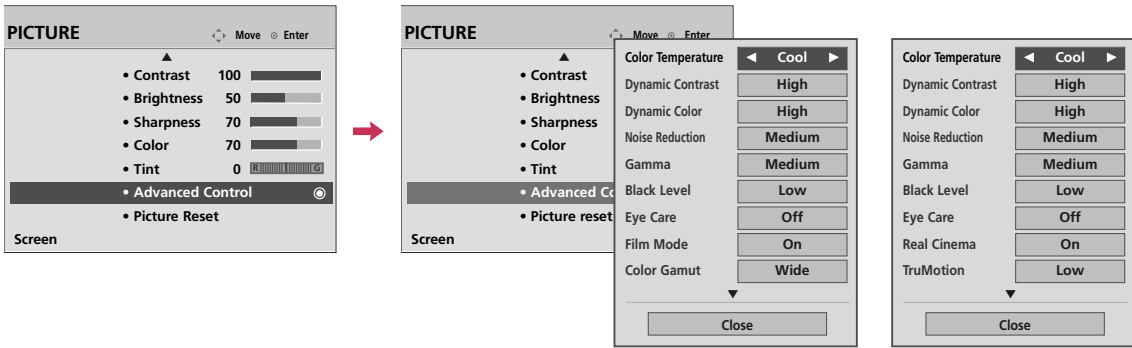 PICTURE
Move Enter
• Contrast 100
• Brightness 50
• Sharpness 70
• Color 70
• Tint 0 R G
• Advanced Control
• Picture Reset
Screen
PICTURE
Move Enter
• Contrast
• Brightness
• Sharpness
• Color
• Tint
• Advanced Co
• Picture reset
Screen
Color Temperature Cool
Dynamic Contrast High
Dynamic Color High
Noise Reduction Medium
Gamma Medium
Black Level Low
Eye Care Off
Film Mode On
Color Gamut Wide
Close
Color Temperature Cool
Dynamic Contrast High
Dynamic Color High
Noise Reduction Medium
Gamma Medium
Black Level Low
Eye Care Off
Real Cinema On
TruMotion Low
Close